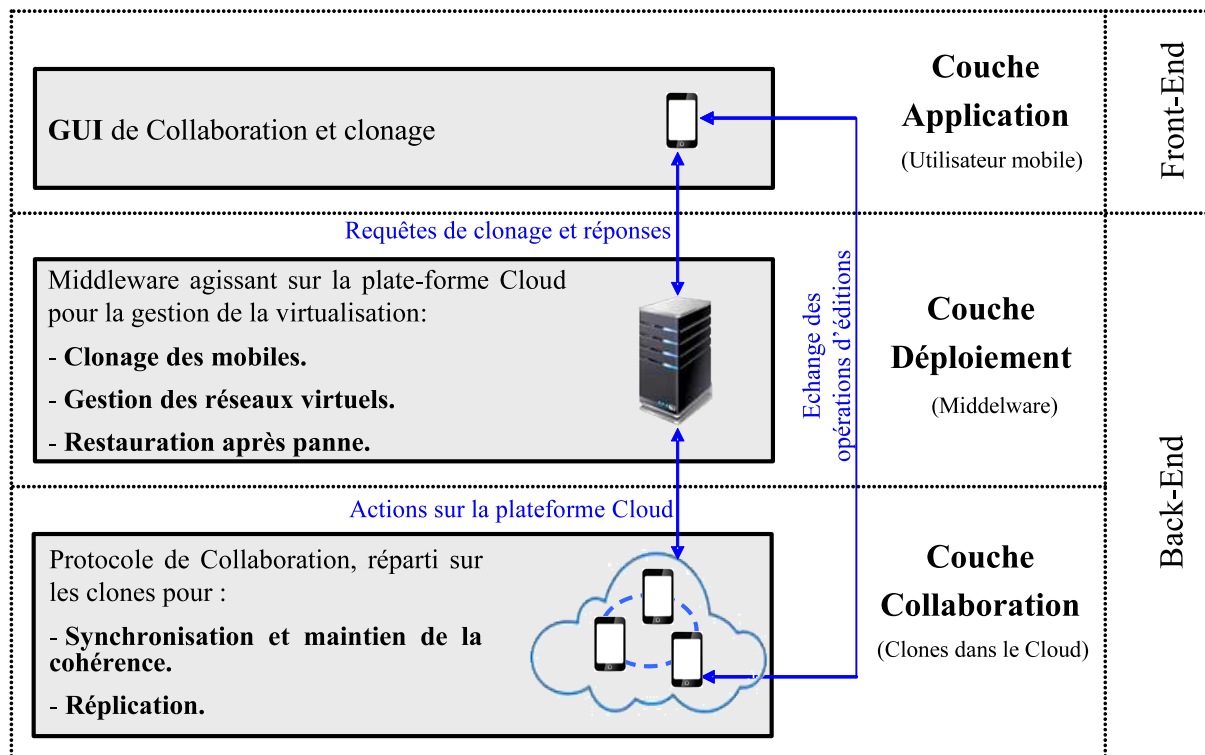 GUI de Collaboration et clonage
Couche
Application
(Utilisateur mobile)
Front-End
Requêtes de clonage et réponses
Middleware agissant sur la plate-forme Cloud
pour la gestion de la virtualisation:
- Clonage des mobiles.
- Gestion des réseaux virtuels.
- Restauration après panne.
Echange des
opérations d'éditions
Couche
Déploiement
(Middelware)
Back-End
Actions sur la plateforme Cloud
Protocole de Collaboration, réparti sur
les clones pour :
- Synchronisation et maintien de la
cohérence.
- Réplication.
Couche
Collaboration
(Clones dans le Cloud)